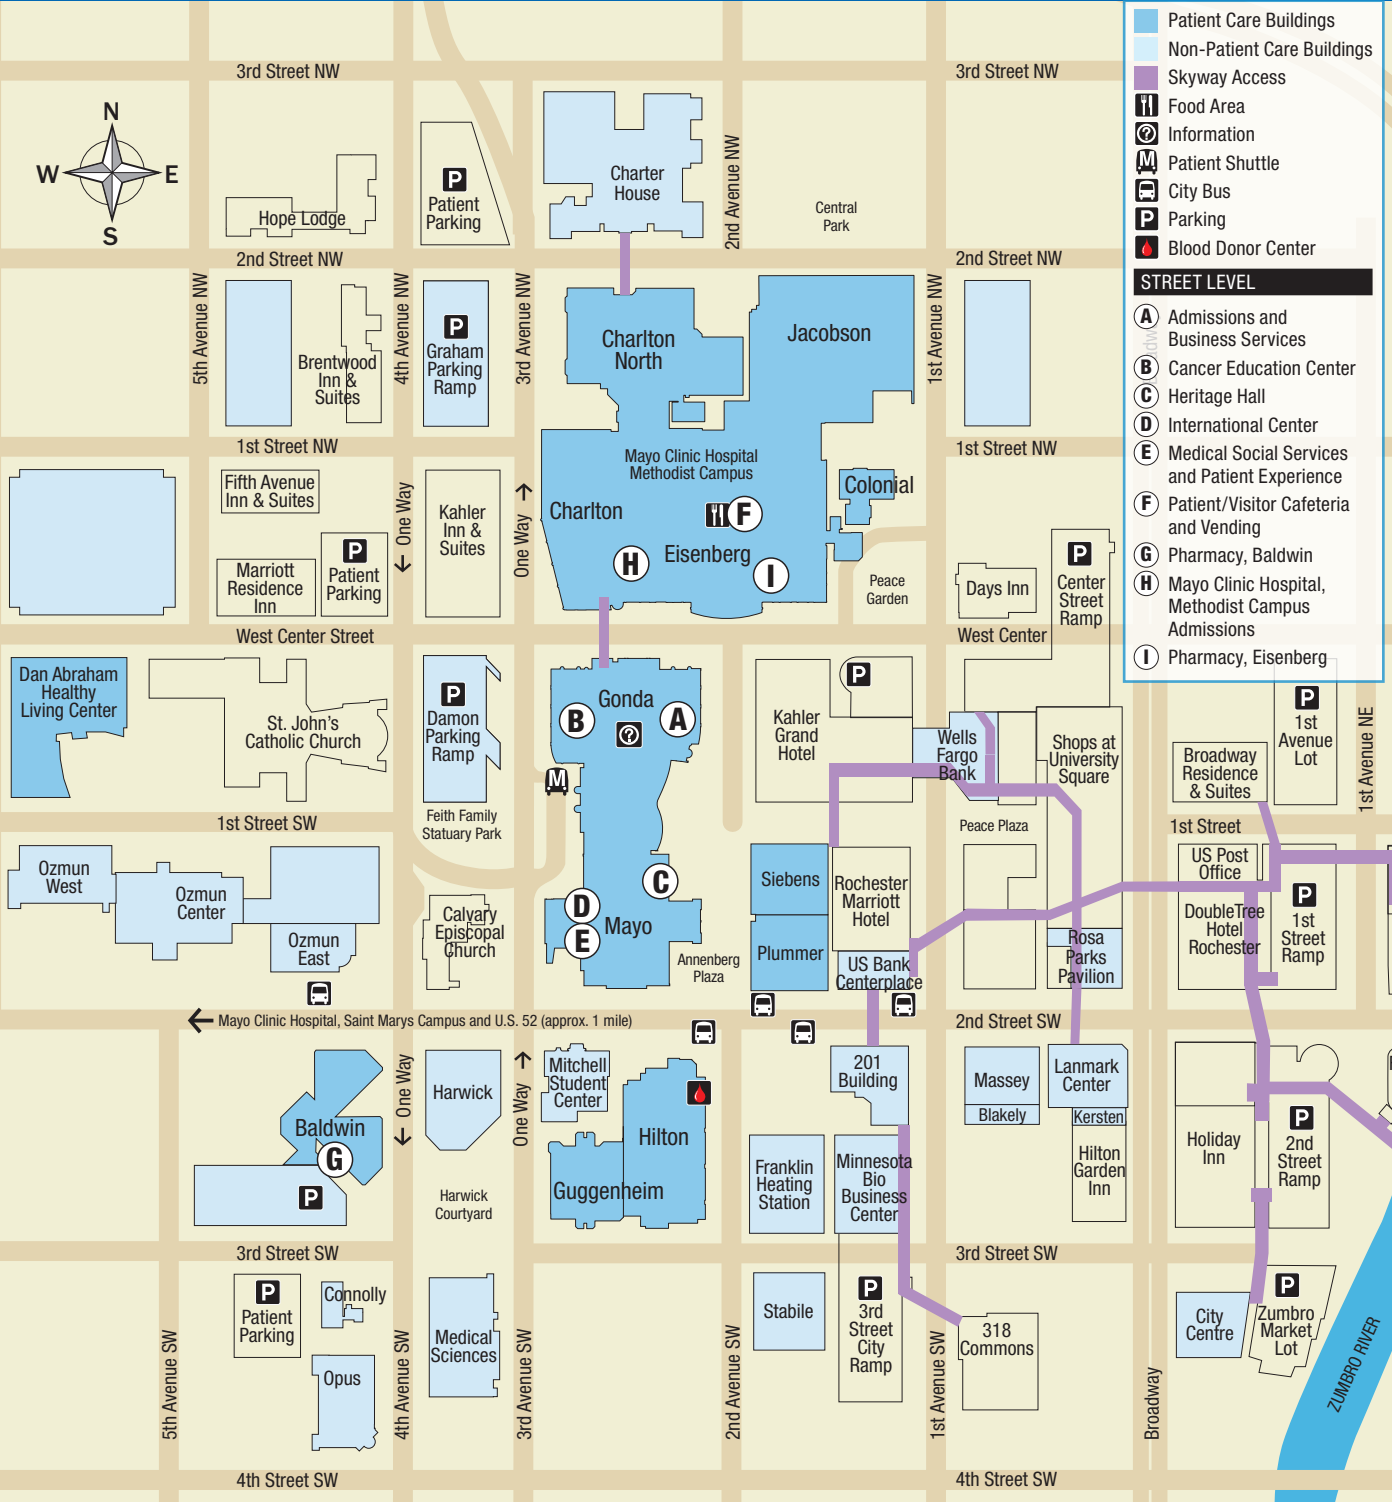 Patient Care Buildings
Non-Patient Care Buildings
Skyway Access
Food Area
Information
M
Patient Shuttle
City Bus
P
Parking
Blood Donor Center
STREET LEVEL
A
Admissions and
Business Services
B
Cancer Education Center
C
Heritage Hall
D
International Center
E
Medical Social Services
and Patient Experience
F
Patient/Visitor Cafeteria
and Vending
G
Pharmacy, Baldwin
H
Mayo Clinic Hospital,
Methodist Campus
Admissions
I
Pharmacy, Eisenberg
3rd Street NW
3rd Street NW
N
W
E
S
Hope Lodge
P
Patient
Parking
Charter
House
2nd Avenue NW
Central
Park
2nd Street NW
2nd Street NW
5th Avenue NW
Brentwood
Inn &
Suites
4th Avenue NW
P
Graham
Parking
Ramp
3rd Avenue NW
Charlton
North
Jacobson
1st Avenue NW
1st Street NW
1st Street NW
Fifth Avenue
Inn & Suites
Marriott
Residence
Inn
P
Patient
Parking
One Way
Kahler
Inn &
Suites
One Way
Mayo Clinic Hospital
Methodist Campus
Charlton
F
Eisenberg
H
I
Colonial
Peace
Garden
Days Inn
P
Center
Street
Ramp
West Center Street
West Center
Dan Abraham
Healthy
Living Center
St. John's
Catholic Church
P
Damon
Parking
Ramp
Feith Family
Statuary Park
M
Gonda
B
A
Kahler
Grand
Hotel
P
Wells
Fargo
Bank
Shops at
University
Square
Peace Plaza
Broadway
Residence
& Suites
P
1st
Avenue
Lot
1st Avenue NE
1st Street SW
1st Street
Ozmun
West
Ozmun
Center
Ozmun
East
Calvary
Episcopal
Church
C
D
E
Mayo
Annenberg
Plaza
Siebens
Plummer
Rochester
Marriott
Hotel
US Bank
Centerplace
Rosa
Parks
Pavilion
US Post
Office
DoubleTree
Hotel
Rochester
P
1st
Street
Ramp
Mayo Clinic Hospital, Saint Marys Campus and U.S. 52 (approx. 1 mile)
2nd Street SW
Baldwin
G
P
One Way
Harwick
Harwick
Courtyard
One Way
Mitchell
Student
Center
Hilton
Guggenheim
201
Building
Franklin
Heating
Station
Minnesota
Bio
Business
Center
Massey
Blakely
Lanmark
Center
Kersten
Hilton
Garden
Inn
Holiday
Inn
P
2nd
Street
Ramp
3rd Street SW
3rd Street SW
5th Avenue SW
P
Patient
Parking
Connolly
Opus
4th Avenue SW
Medical
Sciences
3rd Avenue SW
2nd Avenue SW
Stabile
P
3rd
Street
City
Ramp
1st Avenue SW
318
Commons
Broadway
City
Centre
P
Zumbro
Market
Lot
ZUMBRO RIVER
4th Street SW
4th Street SW